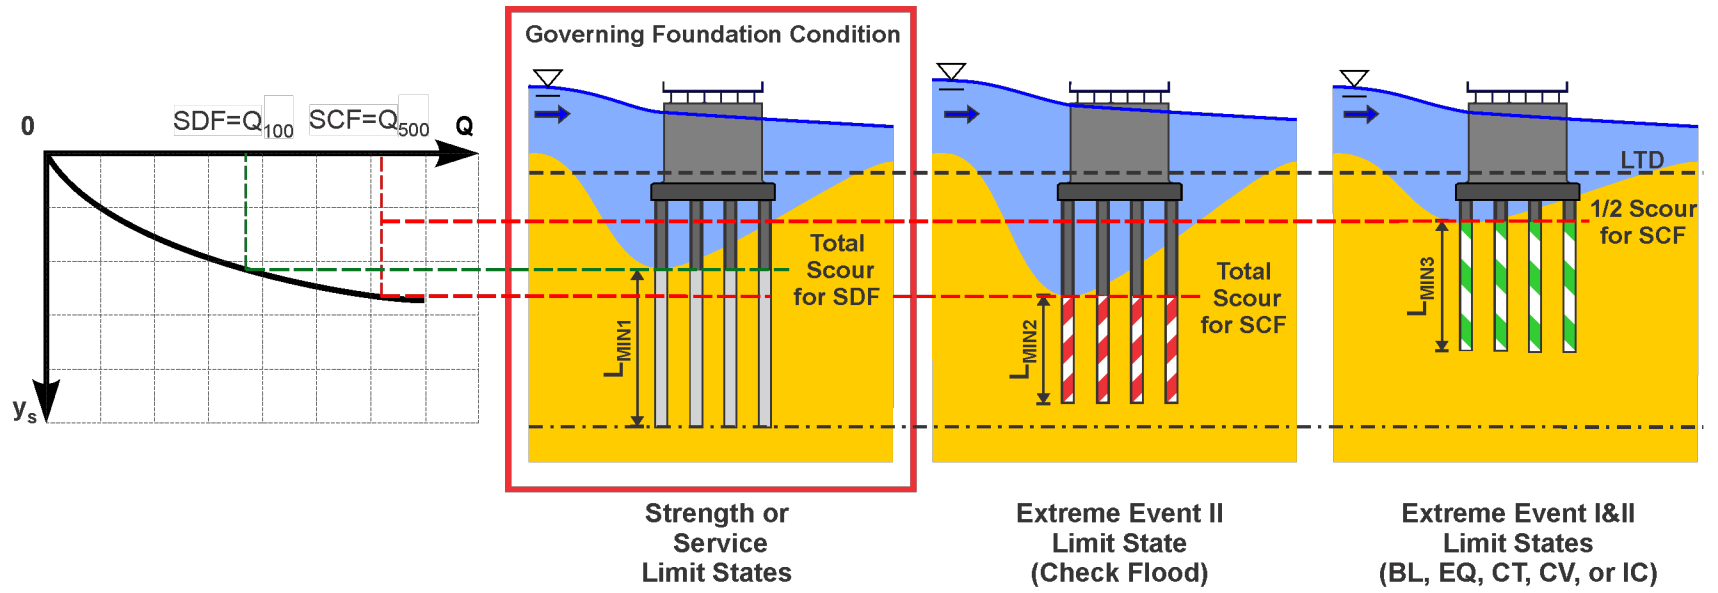 Governing Foundation Condition
SDF=Q100
SCF=Q500
0
Q
ys
Total
Scour
for SDF
LMIN1
Total
Scour
for SCF
LMIN2
LTD
1/2 Scour
for SCF
LMIN3
Strength or
Service
Limit States
Extreme Event II
Limit State
(Check Flood)
Extreme Event I&II
Limit States
(BL, EQ, CT, CV, or IC)